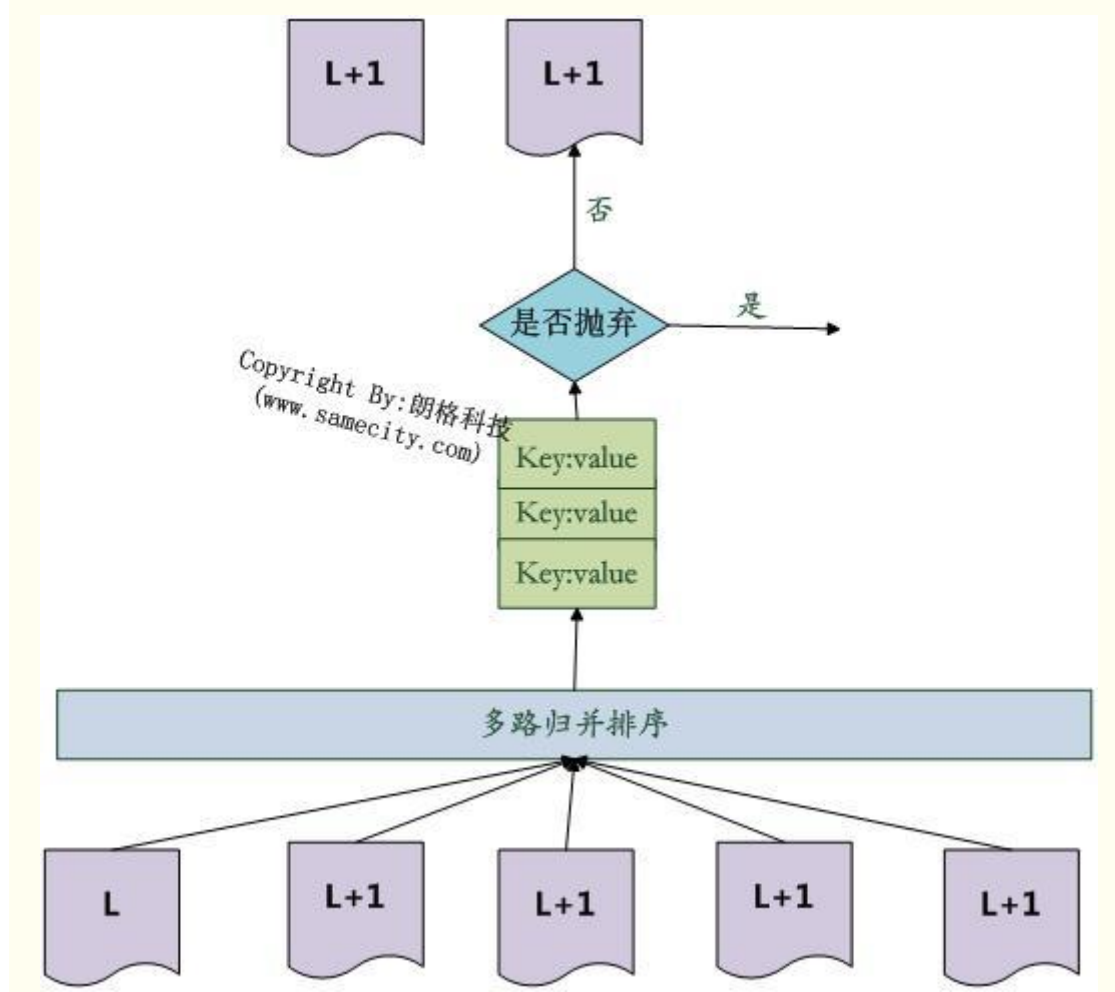 L+1
L+1
否
是否抛弃
是
Copyright By:朗格科技
(www.samecity.com)
Key:value
Key:value
Key:value
多路归并排序
L
L+1
L+1
L+1
L+1